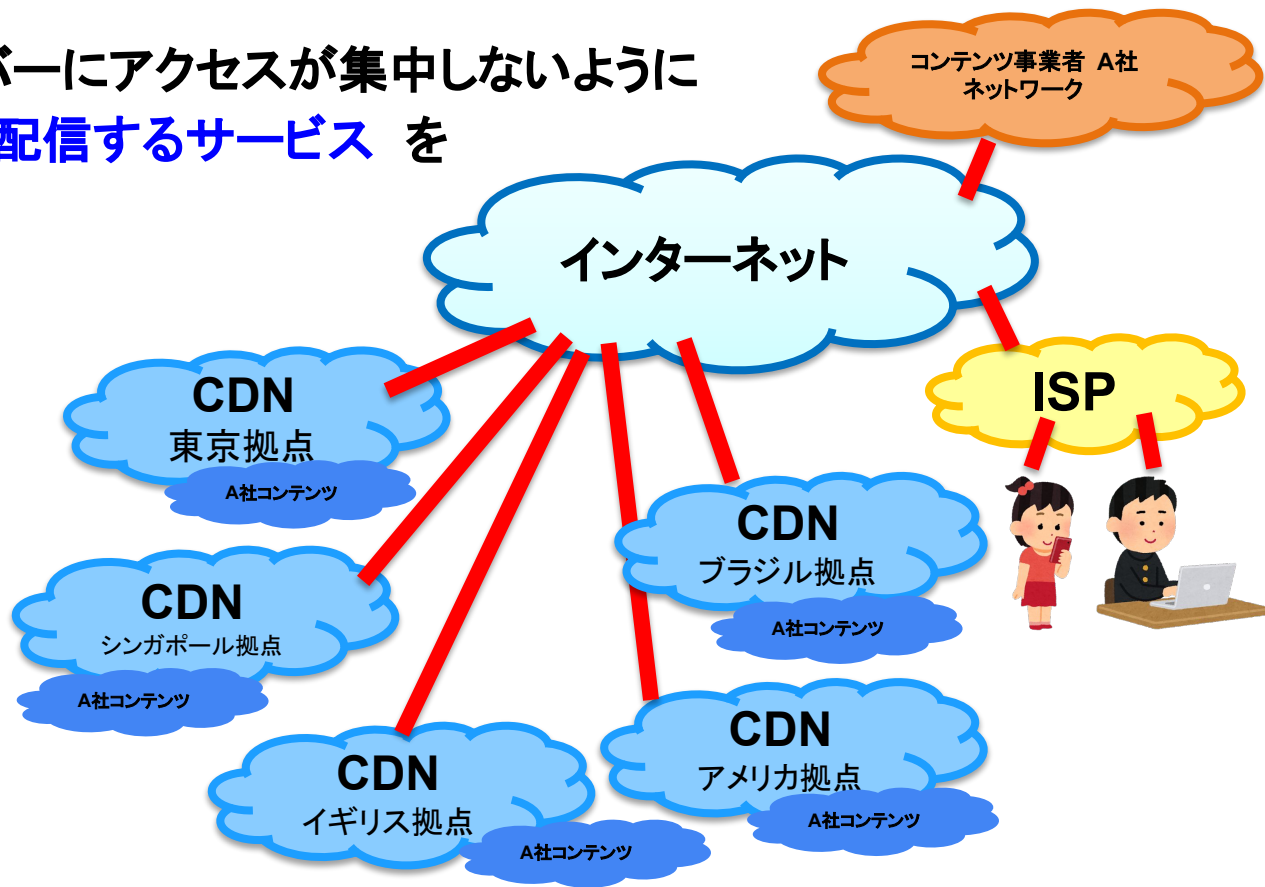 バーにアクセスが集中しないように
配信するサービス を
コンテンツ事業者 A社
ネットワーク
インターネット
ISP
CDN
東京拠点
A社コンテンツ
CDN
シンガポール拠点
A社コンテンツ
CDN
イギリス拠点
A社コンテンツ
CDN
ブラジル拠点
A社コンテンツ
CDN
アメリカ拠点
A社コンテンツ